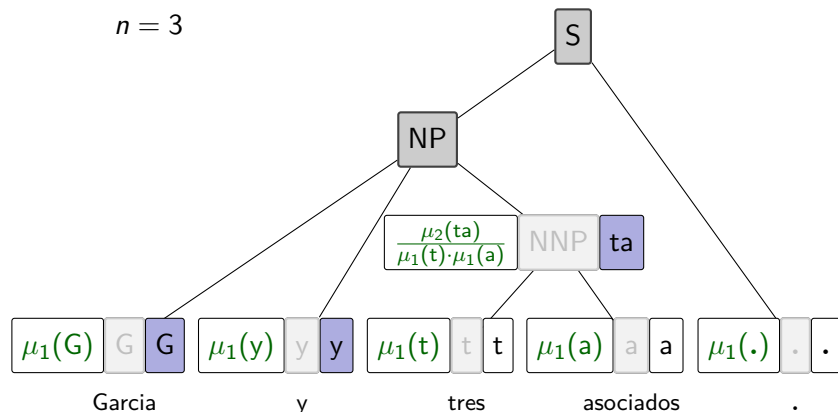 n = 3
S
NP
μ₂(ta) / μ₁(t)·μ₁(a) NNP ta
μ₁(G) G G μ₁(y) y y μ₁(t) t t μ₁(a) a a μ₁(.) . .
Garcia y tres asociados .